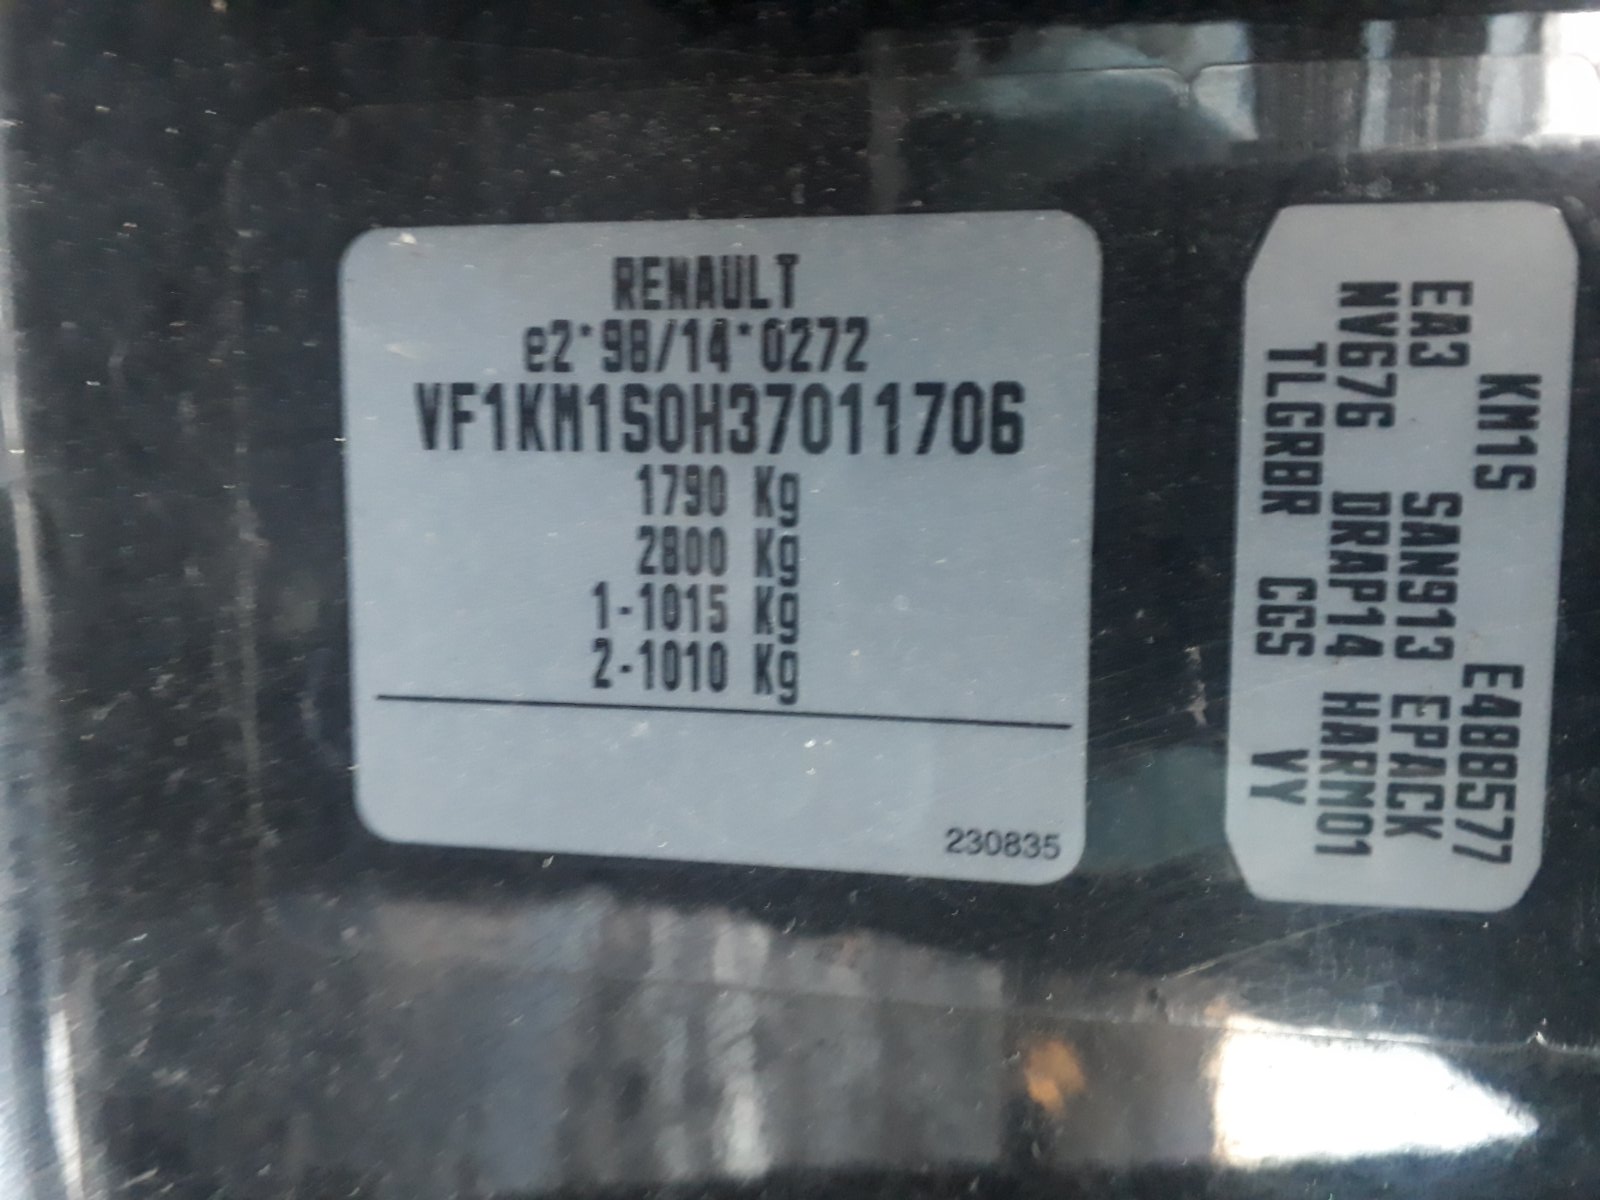 RENAULT
e2*98/14*0272
VF1KM1S0H37011706
1790 Kg
2800 Kg
1-1015 Kg
2-1010 Kg
230835
KM1S E488577
EA3 SAN913 EPACK
NV676 DRAP14 HARM01
TLGRBR CGS VY